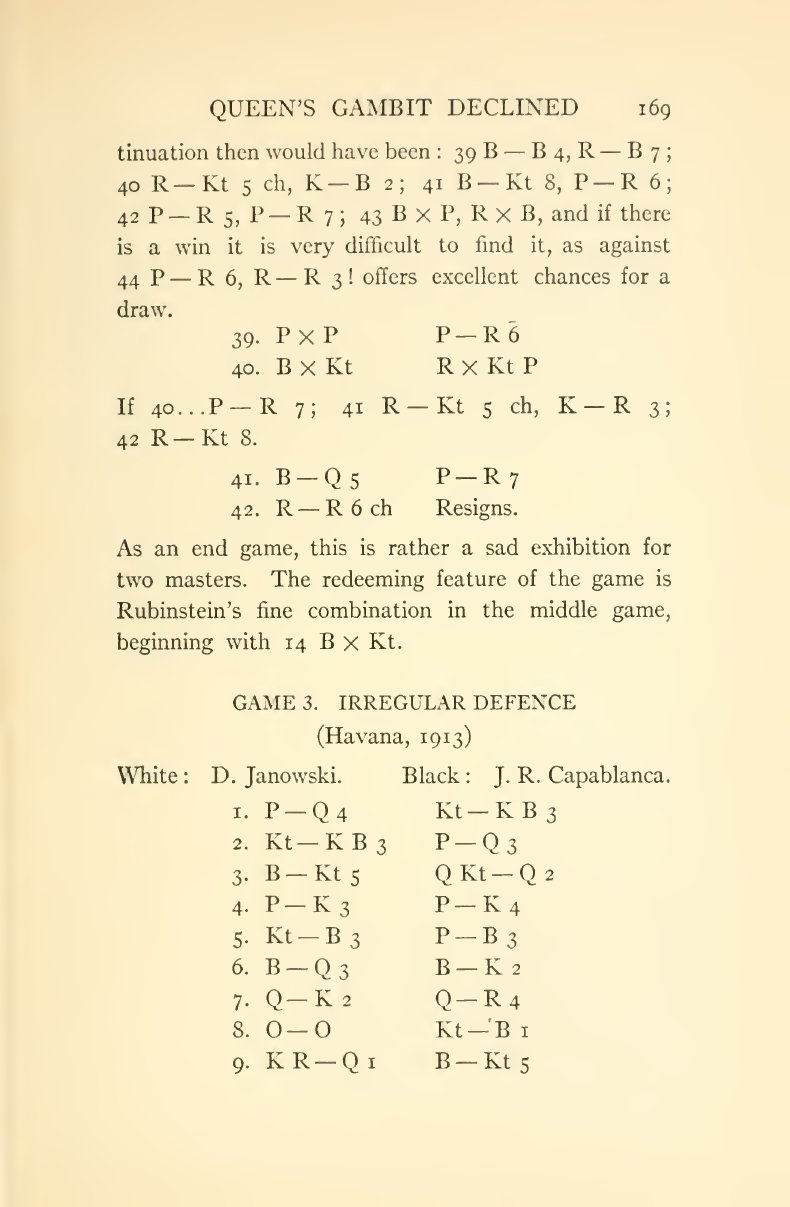 QUEEN'S GAMBIT DECLINED 169
tinuation then would have been : 39 B — B 4, R — B 7 ;
40 R — Kt 5 ch, K — B 2 ; 41 B — Kt 8, P — R 6 ;
42 P — R 5, P — R 7 ; 43 B × P, R × B, and if there
is a win it is very difficult to find it, as against
44 P — R 6, R — R 3 ! offers excellent chances for a
draw.
39. P × P P — R 6
40. B × Kt R × Kt P
If 40...P — R 7 ; 41 R — Kt 5 ch, K — R 3 ;
42 R — Kt 8.
41. B — Q 5 P — R 7
42. R — R 6 ch Resigns.
As an end game, this is rather a sad exhibition for
two masters. The redeeming feature of the game is
Rubinstein's fine combination in the middle game,
beginning with 14 B × Kt.
GAME 3. IRREGULAR DEFENCE
(Havana, 1913)
White : D. Janowski. Black : J. R. Capablanca.
1. P — Q 4 Kt — K B 3
2. Kt — K B 3 P — Q 3
3. B — Kt 5 Q Kt — Q 2
4. P — K 3 P — K 4
5. Kt — B 3 P — B 3
6. B — Q 3 B — K 2
7. Q — K 2 Q — R 4
8. O — O Kt — B 1
9. K R — Q 1 B — Kt 5